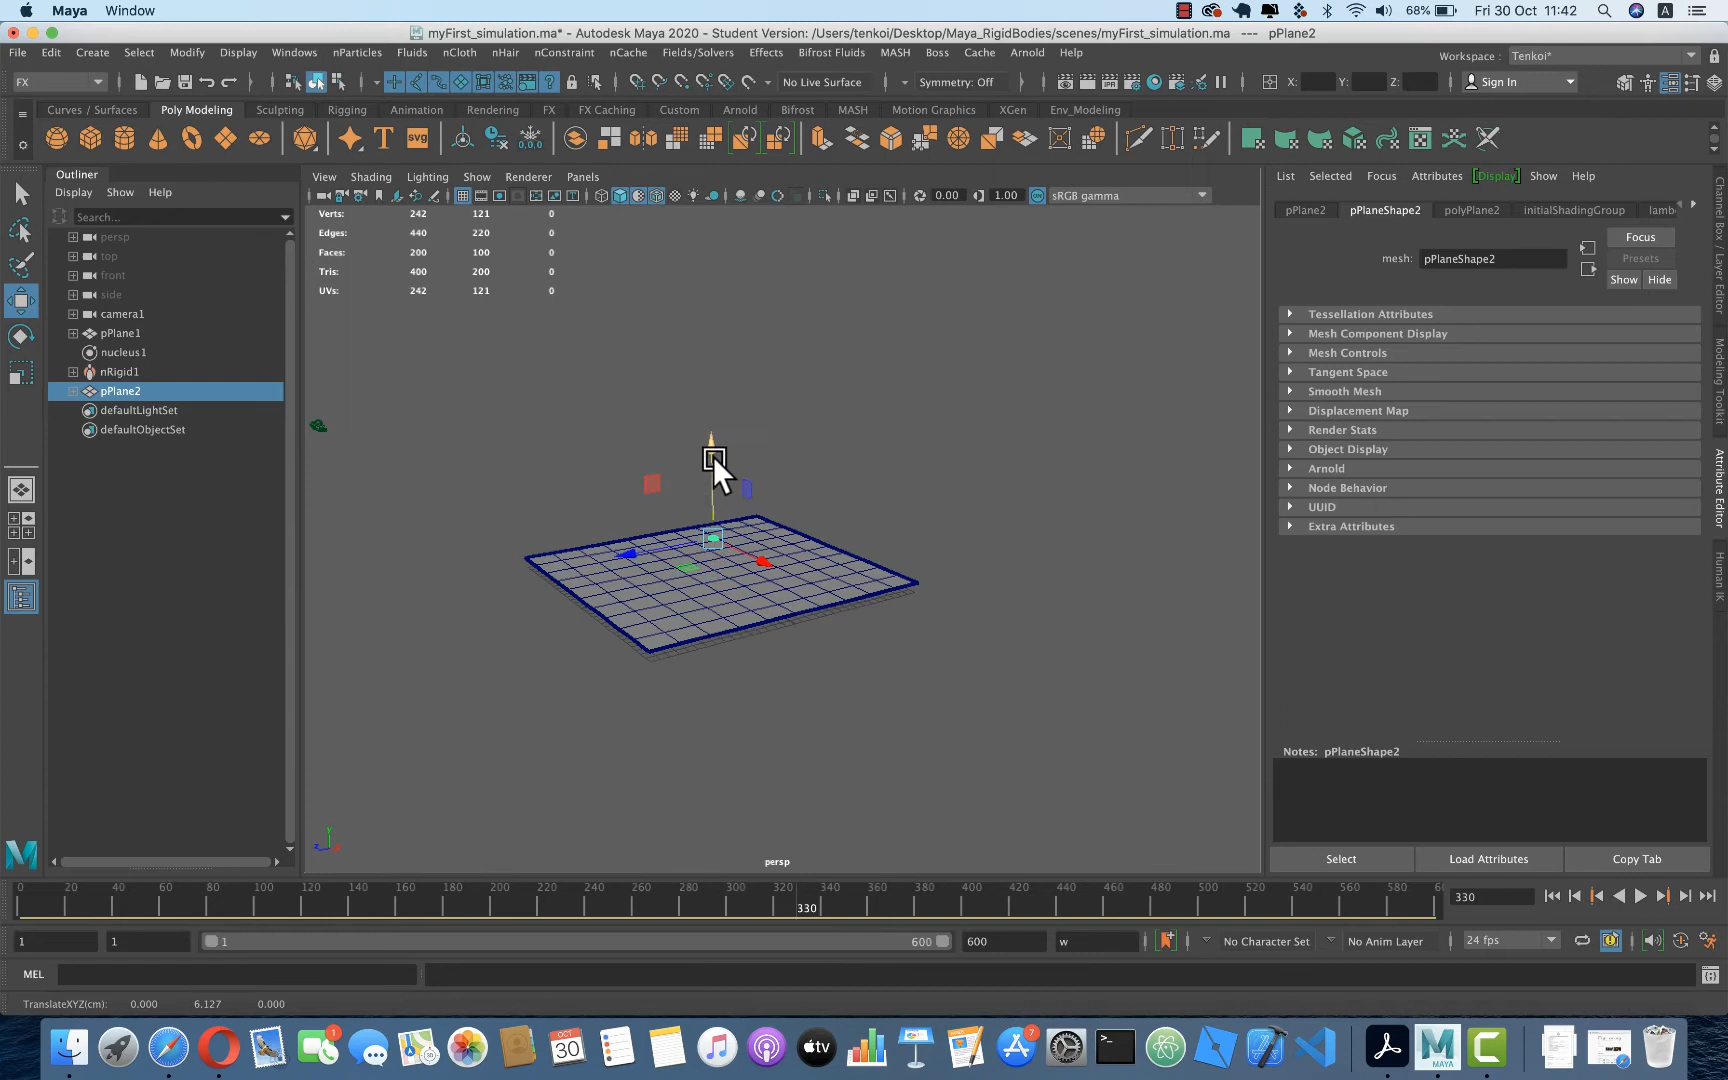 Maya Window 68% Fri 30 Oct 11:42 A
myFirst_simulation.ma* - Autodesk Maya 2020 - Student Version: /Users/tenkoi/Desktop/Maya_RigidBodies/scenes/myFirst_simulation.ma --- pPlane2
File Edit Create Select Modify Display Windows nParticles Fluids nCloth nHair nConstraint nCache Fields/Solvers Effects Bifrost Fluids MASH Boss Cache Arnold Help Workspace : Tenkoi*
FX No Live Surface Symmetry: Off X: Y: Z: Sign In
Curves / Surfaces Poly Modeling Sculpting Rigging Animation Rendering FX FX Caching Custom Arnold Bifrost MASH Motion Graphics XGen Env_Modeling
T svg 0,0,0
Outliner
Display Show Help
Search...
persp
top
front
side
camera1
pPlane1
nucleus1
nRigid1
pPlane2
defaultLightSet
defaultObjectSet
View Shading Lighting Show Renderer Panels
0.00 1.00 sRGB gamma
Verts: 242 121 0
Edges: 440 220 0
Faces: 200 100 0
Tris: 400 200 0
UVs: 242 121 0
y
z
persp
List Selected Focus Attributes Display Show Help
pPlane2 pPlaneShape2 polyPlane2 initialShadingGroup lamb
mesh: pPlaneShape2
Focus
Presets
Show Hide
Tessellation Attributes
Mesh Component Display
Mesh Controls
Tangent Space
Smooth Mesh
Displacement Map
Render Stats
Object Display
Arnold
Node Behavior
UUID
Extra Attributes
Notes: pPlaneShape2
Select Load Attributes Copy Tab
Channel Box / Layer Editor
Modeling Toolkit
Attribute Editor
Human IK
0 20 40 60 80 100 120 140 160 180 200 220 240 260 280 300 320 340 360 380 400 420 440 460 480 500 520 540 560 580 60
330
330
1 1 1 600 600 w No Character Set No Anim Layer 24 fps
MEL
TranslateXYZ(cm): 0.000 6.127 0.000
1 OCT 30 tv 7 MAYA